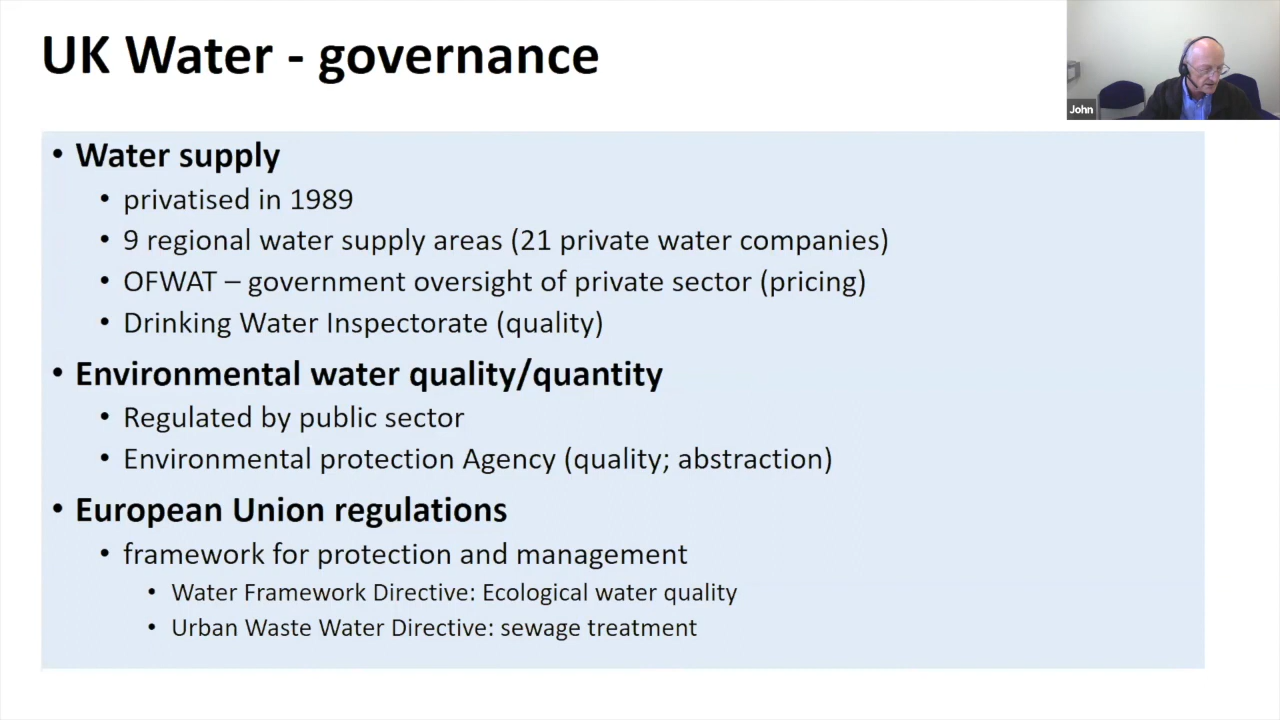 UK Water - governance
John
• Water supply
• privatised in 1989
• 9 regional water supply areas (21 private water companies)
• OFWAT – government oversight of private sector (pricing)
• Drinking Water Inspectorate (quality)
• Environmental water quality/quantity
• Regulated by public sector
• Environmental protection Agency (quality; abstraction)
• European Union regulations
• framework for protection and management
• Water Framework Directive: Ecological water quality
• Urban Waste Water Directive: sewage treatment